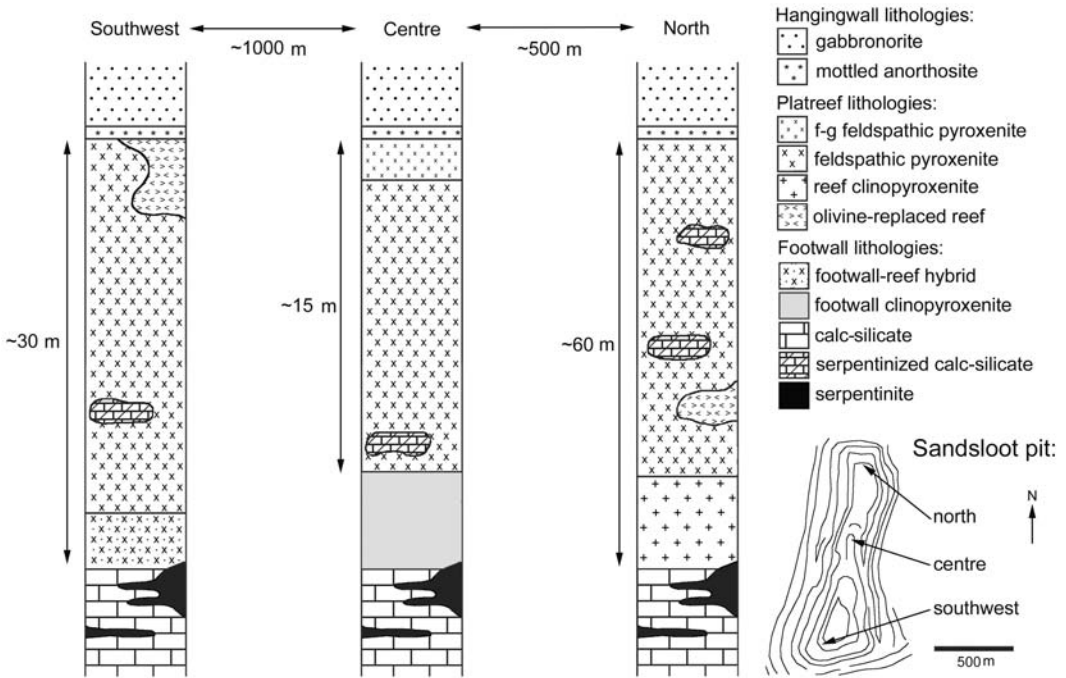 Southwest
~1000 m
Centre
~500 m
North
~30 m
~15 m
~60 m
Hangingwall lithologies:
gabbronorite
mottled anorthosite
Platreef lithologies:
f-g feldspathic pyroxenite
feldspathic pyroxenite
reef clinopyroxenite
olivine-replaced reef
Footwall lithologies:
footwall-reef hybrid
footwall clinopyroxenite
calc-silicate
serpentinized calc-silicate
serpentinite
Sandsloot pit:
N
north
centre
southwest
500 m